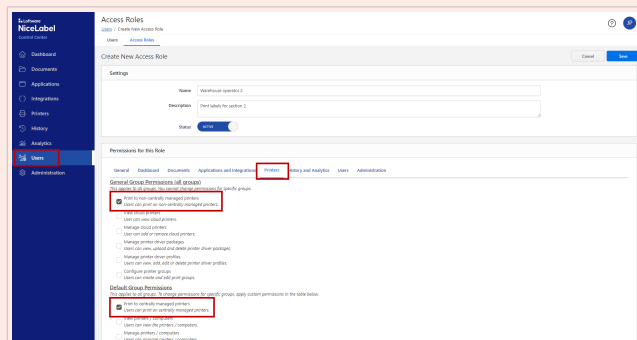 Loftware
NiceLabel
Control Center
Dashboard
Documents
Applications
Integrations
Printers
History
Analytics
Users
Administration
Access Roles
Users / Create New Access Role
Users Access Roles
JP
Create New Access Role
Cancel Save
Settings
Name Warehouse operator 2
Description Print labels for section 2
Status active
Permissions for this Role
General Dashboard Documents Applications and Integrations Printers History and Analytics Users Administration
General Group Permissions (all groups)
This applies to all groups. You cannot change permissions for specific groups.
Print to non-centrally managed printers
Users can print on non-centrally managed printers.
View cloud printers
User can view cloud printers.
Manage cloud printers
User can add or remove cloud printers.
Manage printer driver packages
Users can view, upload and delete printer driver packages.
Manage printer driver profiles
Users can view, add, edit or delete printer driver profiles.
Configure printer groups
Users can create and edit print groups.
Default Group Permissions
This applies to all groups. To change permissions for specific groups, apply custom permissions in the table below.
Print to centrally managed printers
Users can print on centrally managed printers.
View printers / computers
Users can view the printers / computers.
Manage printers / computers
Users can manage printers / computers